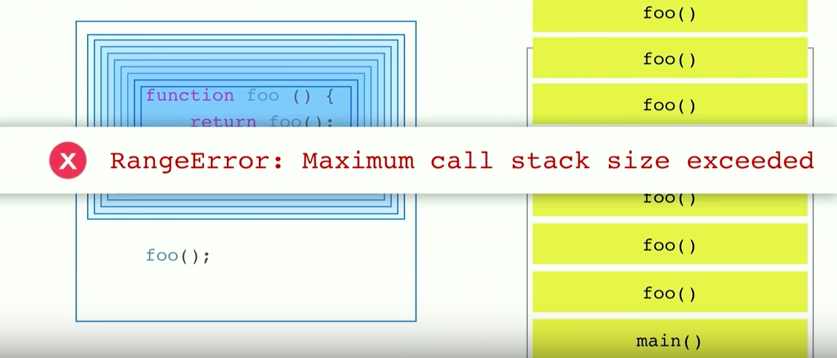 function foo () {
return foo();
RangeError: Maximum call stack size exceeded
foo();
foo()
foo()
foo()
foo()
foo()
foo()
main()